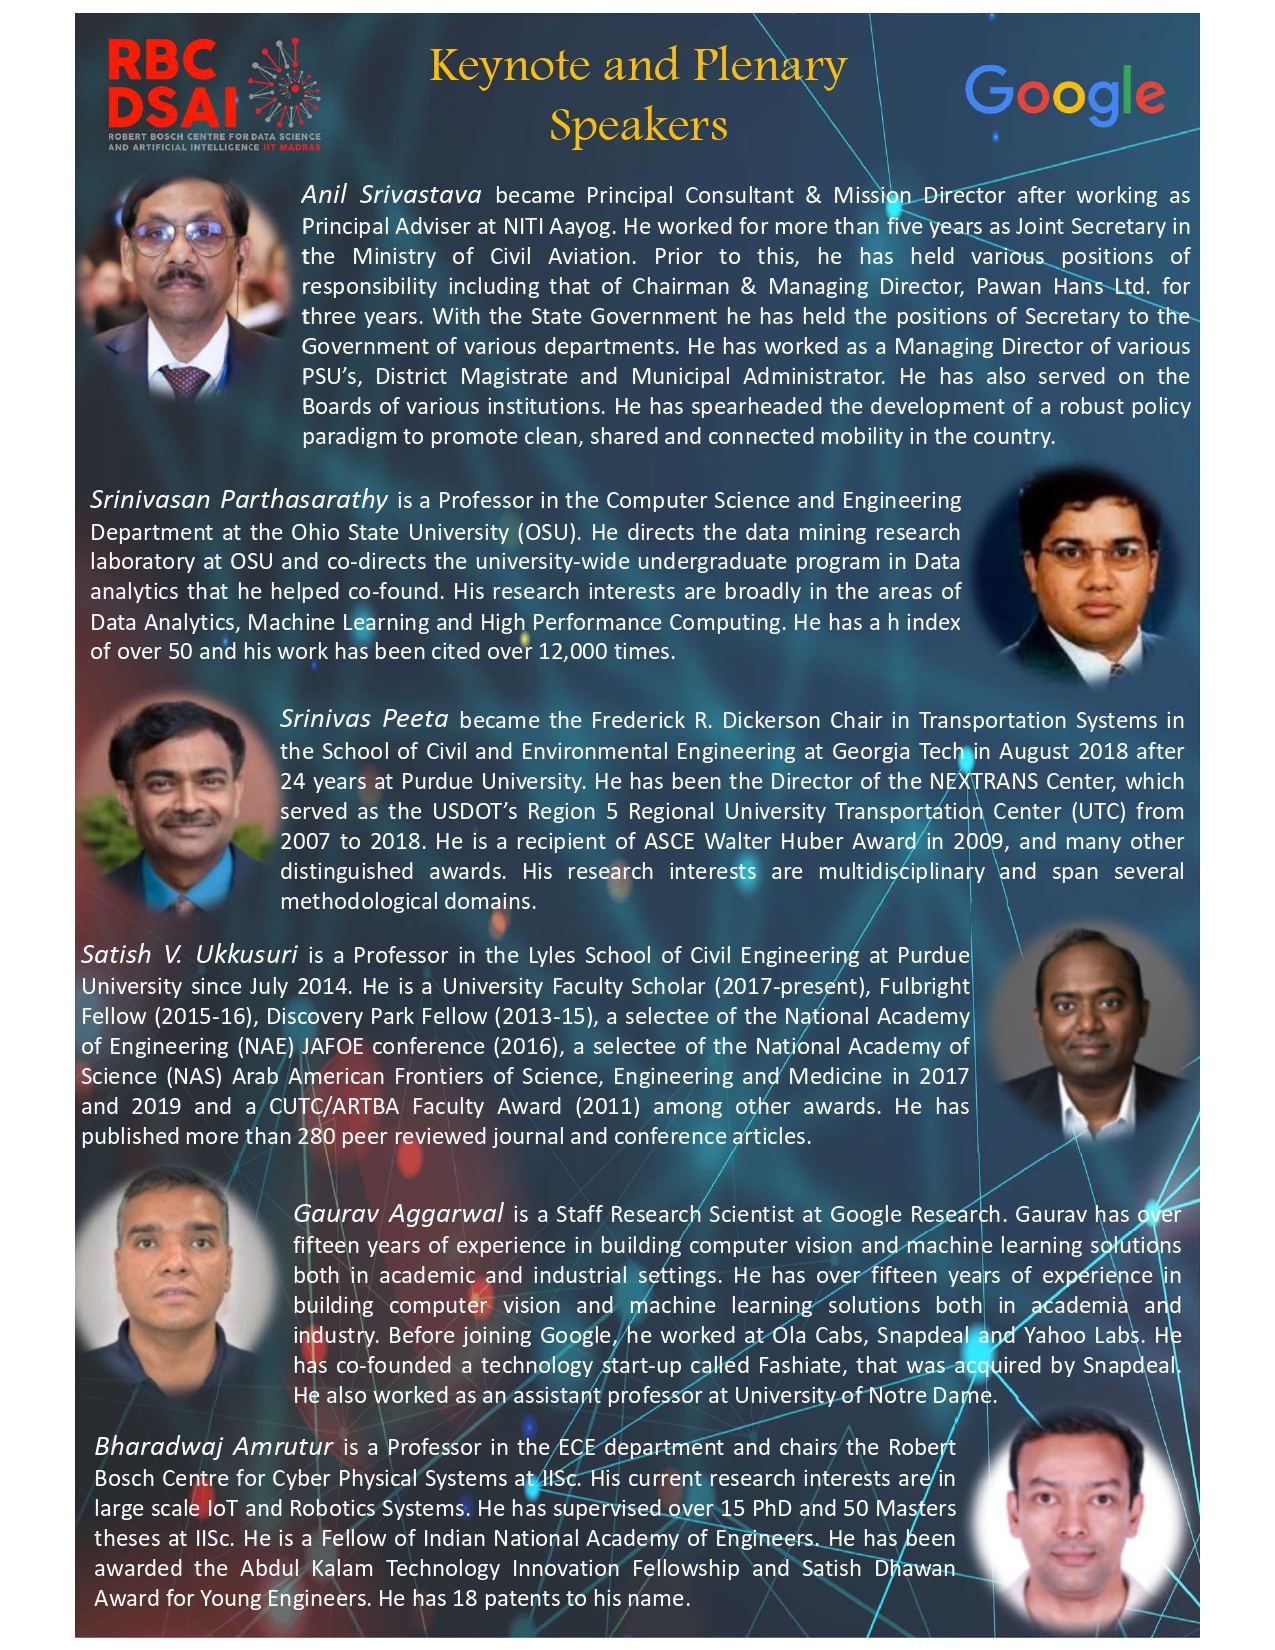 RBC
DSAI
ROBERT BOSCH CENTRE FOR DATA SCIENCE
AND ARTIFICIAL INTELLIGENCE IIT MADRAS
Keynote and Plenary
Speakers
Google
Anil Srivastava became Principal Consultant & Mission Director after working as
Principal Adviser at NITI Aayog. He worked for more than five years as Joint Secretary in
the Ministry of Civil Aviation. Prior to this, he has held various positions of
responsibility including that of Chairman & Managing Director, Pawan Hans Ltd. for
three years. With the State Government he has held the positions of Secretary to the
Government of various departments. He has worked as a Managing Director of various
PSU's, District Magistrate and Municipal Administrator. He has also served on the
Boards of various institutions. He has spearheaded the development of a robust policy
paradigm to promote clean, shared and connected mobility in the country.
Srinivasan Parthasarathy is a Professor in the Computer Science and Engineering
Department at the Ohio State University (OSU). He directs the data mining research
laboratory at OSU and co-directs the university-wide undergraduate program in Data
analytics that he helped co-found. His research interests are broadly in the areas of
Data Analytics, Machine Learning and High Performance Computing. He has a h index
of over 50 and his work has been cited over 12,000 times.
Srinivas Peeta became the Frederick R. Dickerson Chair in Transportation Systems in
the School of Civil and Environmental Engineering at Georgia Tech in August 2018 after
24 years at Purdue University. He has been the Director of the NEXTRANS Center, which
served as the USDOT's Region 5 Regional University Transportation Center (UTC) from
2007 to 2018. He is a recipient of ASCE Walter Huber Award in 2009, and many other
distinguished awards. His research interests are multidisciplinary and span several
methodological domains.
Satish V. Ukkusuri is a Professor in the Lyles School of Civil Engineering at Purdue
University since July 2014. He is a University Faculty Scholar (2017-present), Fulbright
Fellow (2015-16), Discovery Park Fellow (2013-15), a selectee of the National Academy
of Engineering (NAE) JAFOE conference (2016), a selectee of the National Academy of
Science (NAS) Arab American Frontiers of Science, Engineering and Medicine in 2017
and 2019 and a CUTC/ARTBA Faculty Award (2011) among other awards. He has
published more than 280 peer reviewed journal and conference articles.
Gaurav Aggarwal is a Staff Research Scientist at Google Research. Gaurav has over
fifteen years of experience in building computer vision and machine learning solutions
both in academic and industrial settings. He has over fifteen years of experience in
building computer vision and machine learning solutions both in academia and
industry. Before joining Google, he worked at Ola Cabs, Snapdeal and Yahoo Labs. He
has co-founded a technology start-up called Fashiate, that was acquired by Snapdeal.
He also worked as an assistant professor at University of Notre Dame.
Bharadwaj Amrutur is a Professor in the ECE department and chairs the Robert
Bosch Centre for Cyber Physical Systems at IISc. His current research interests are in
large scale IoT and Robotics Systems. He has supervised over 15 PhD and 50 Masters
theses at IISc. He is a Fellow of Indian National Academy of Engineers. He has been
awarded the Abdul Kalam Technology Innovation Fellowship and Satish Dhawan
Award for Young Engineers. He has 18 patents to his name.